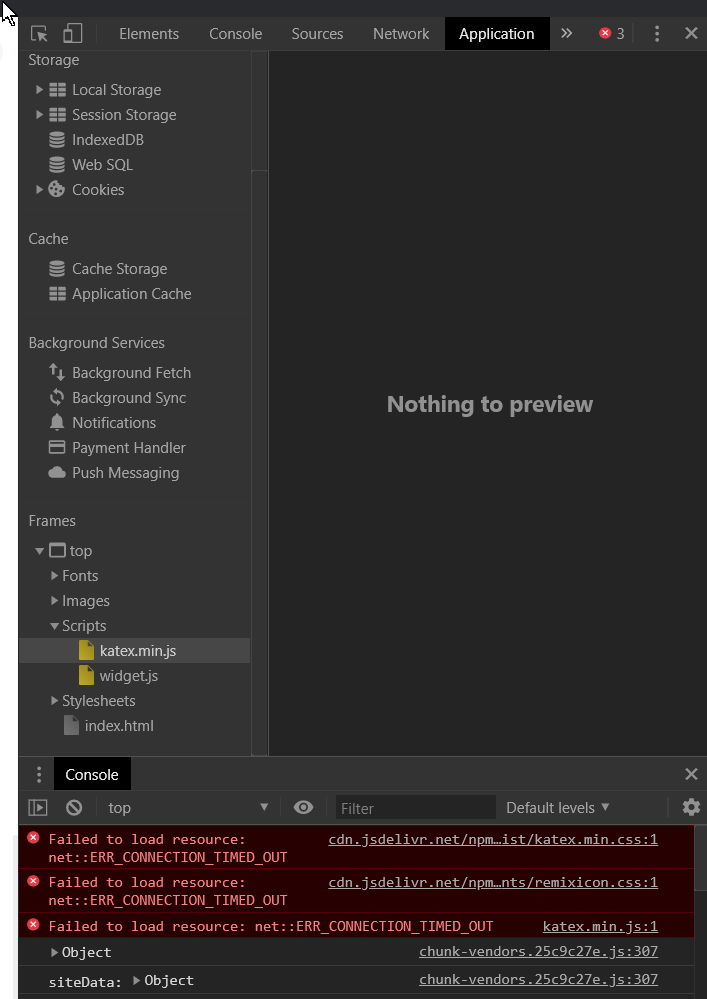 Elements Console Sources Network Application » 3
Storage
Local Storage
Session Storage
IndexedDB
Web SQL
Cookies
Cache
Cache Storage
Application Cache
Background Services
Background Fetch
Background Sync
Notifications
Payment Handler
Push Messaging
Nothing to preview
Frames
top
Fonts
Images
Scripts
katex.min.js
widget.js
Stylesheets
index.html
Console
top Filter Default levels
Failed to load resource: cdn.jsdelivr.net/npm…ist/katex.min.css:1
net::ERR_CONNECTION_TIMED_OUT
Failed to load resource: cdn.jsdelivr.net/npm…nts/remixicon.css:1
net::ERR_CONNECTION_TIMED_OUT
Failed to load resource: net::ERR_CONNECTION_TIMED_OUT katex.min.js:1
Object chunk-vendors.25c9c27e.js:307
siteData: Object chunk-vendors.25c9c27e.js:307